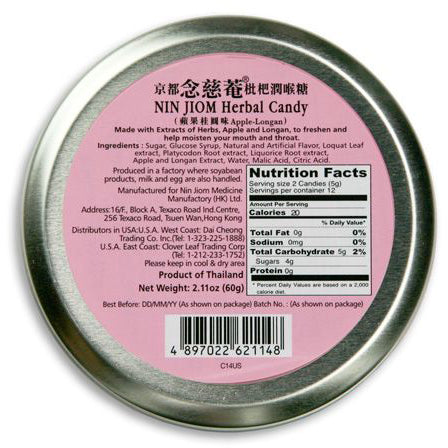 京都念慈菴®枇杷潤喉糖
NIN JIOM Herbal Candy
(蘋果桂圓味Apple-Longan)
Made with Extracts of Herbs, Apple and Longan, to freshen and
help moisten your mouth and throat.
Ingredients : Sugar, Glucose Syrup, Natural and Artificial Flavor, Loquat Leaf
extract, Platycodon Root extract, Liquorice Root extract,
Apple and Longan Extract, Water, Malic Acid, Citric Acid.
Produced in a factory where soyabean
products, milk and egg are also handled.
Manufactured for Nin Jiom Medicine
Manufactory (HK) Ltd.
Address:16/F., Block A, Texaco Road Ind.Centre,
256 Texaco Road, Tsuen Wan,Hong Kong
Distributors in USA:U.S.A. West Coast: Dai Cheong
Trading Co. Inc.(Tel: 1-323-225-1888)
U.S.A. East Coast: Clover Leaf Trading Corp
(Tel: 1-212-233-1752)
Please keep in cool & dry area
Product of Thailand
Net Weight: 2.11oz (60g)
Nutrition Facts
Serving size 2 Candies (5g)
Servings per container 12
Amount Per Serving
Calories 20
% Daily Value*
Total Fat 0g 0%
Sodium 0mg 0%
Total Carbohydrate 5g 2%
Sugars 4g
Protein 0g
* Percent Daily Values are based on a 2,000
calorie diet.
Best Before: DD/MM/YY (As shown on package) Batch No. : (As shown on package)
4 897022 621148
C14US